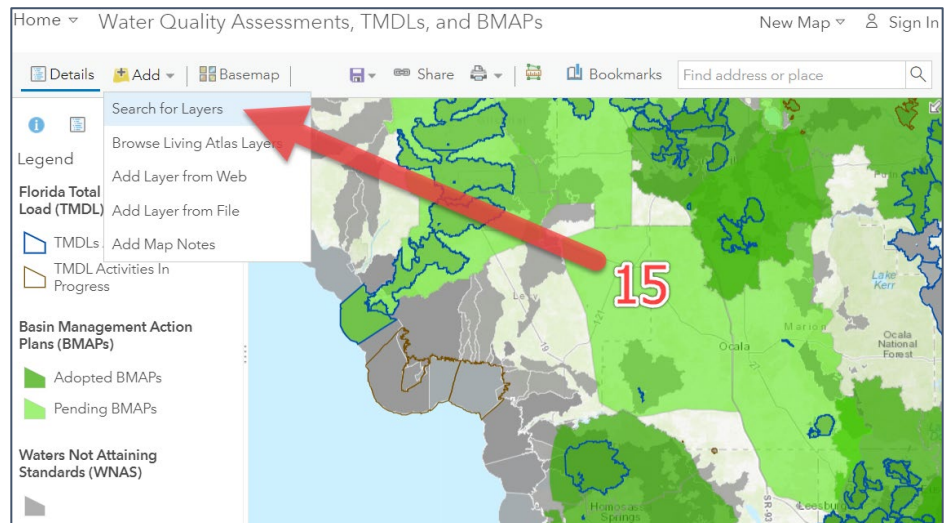 Home Water Quality Assessments, TMDLs, and BMAPs New Map Sign In
Details Add Basemap Share Bookmarks Find address or place
Search for Layers
Browse Living Atlas Layers
Add Layer from Web
Add Layer from File
Add Map Notes
Legend
Florida Total
Load (TMDL)
TMDLs
TMDL Activities In
Progress
Basin Management Action
Plans (BMAPs)
Adopted BMAPs
Pending BMAPs
Waters Not Attaining
Standards (WNAS)
15
Lake
Kerr
Marion
Ocala
Ocala
National
Forest
Homosassa
Springs
SR-93
Leesburg